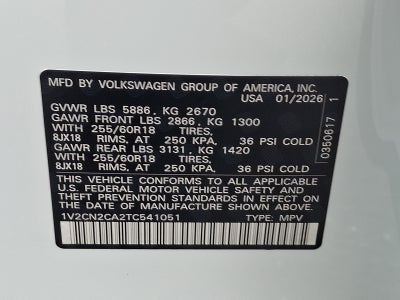 MFD BY VOLKSWAGEN GROUP OF AMERICA, INC.
USA 01/2026
GVWR LBS 5886, KG 2670
GAWR FRONT LBS 2866, KG 1300
WITH 255/60R18 TIRES,
8JX18 RIMS, AT 250 KPA, 36 PSI COLD
GAWR REAR LBS 3131, KG 1420
WITH 255/60R18 TIRES,
8JX18 RIMS, AT 250 KPA, 36 PSI COLD
THIS VEHICLE CONFORMS TO ALL APPLICABLE
U.S. FEDERAL MOTOR VEHICLE SAFETY AND
THEFT PREVENTION STANDARDS IN EFFECT ON
THE DATE OF MANUFACTURE SHOWN ABOVE.
1V2CN2CA2TC541051 TYPE: MPV
0350617 1